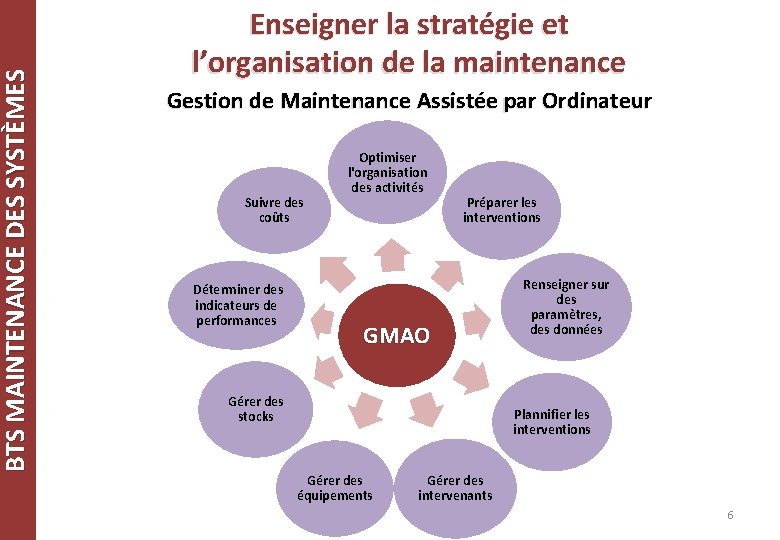 BTS MAINTENANCE DES SYSTÈMES
Enseigner la stratégie et
l’organisation de la maintenance
Gestion de Maintenance Assistée par Ordinateur
Optimiser
l'organisation
des activités
Préparer les
interventions
Renseigner sur
des
paramètres,
des données
Plannifier les
interventions
Gérer des
intervenants
Gérer des
équipements
Gérer des
stocks
Déterminer des
indicateurs de
performances
Suivre des
coûts
GMAO
6